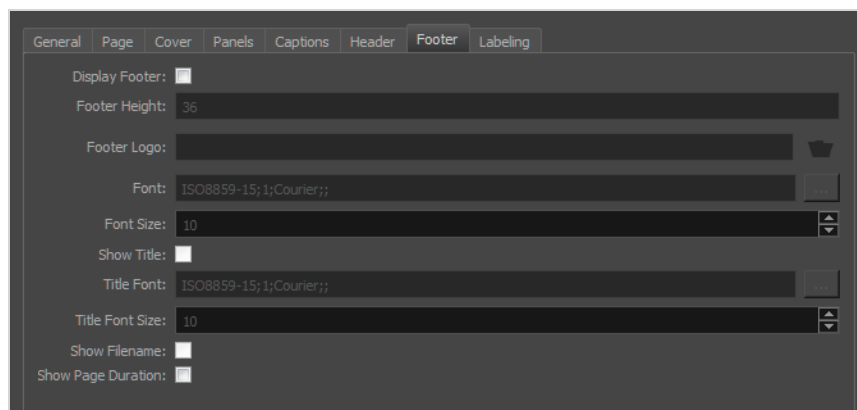 General Page Cover Panels Captions Header Footer Labeling
Display Footer:
Footer Height: 36
Footer Logo:
Font: ISO8859-15;1;Courier;; ...
Font Size: 10
Show Title:
Title Font: ISO8859-15;1;Courier;; ...
Title Font Size: 10
Show Filename:
Show Page Duration: